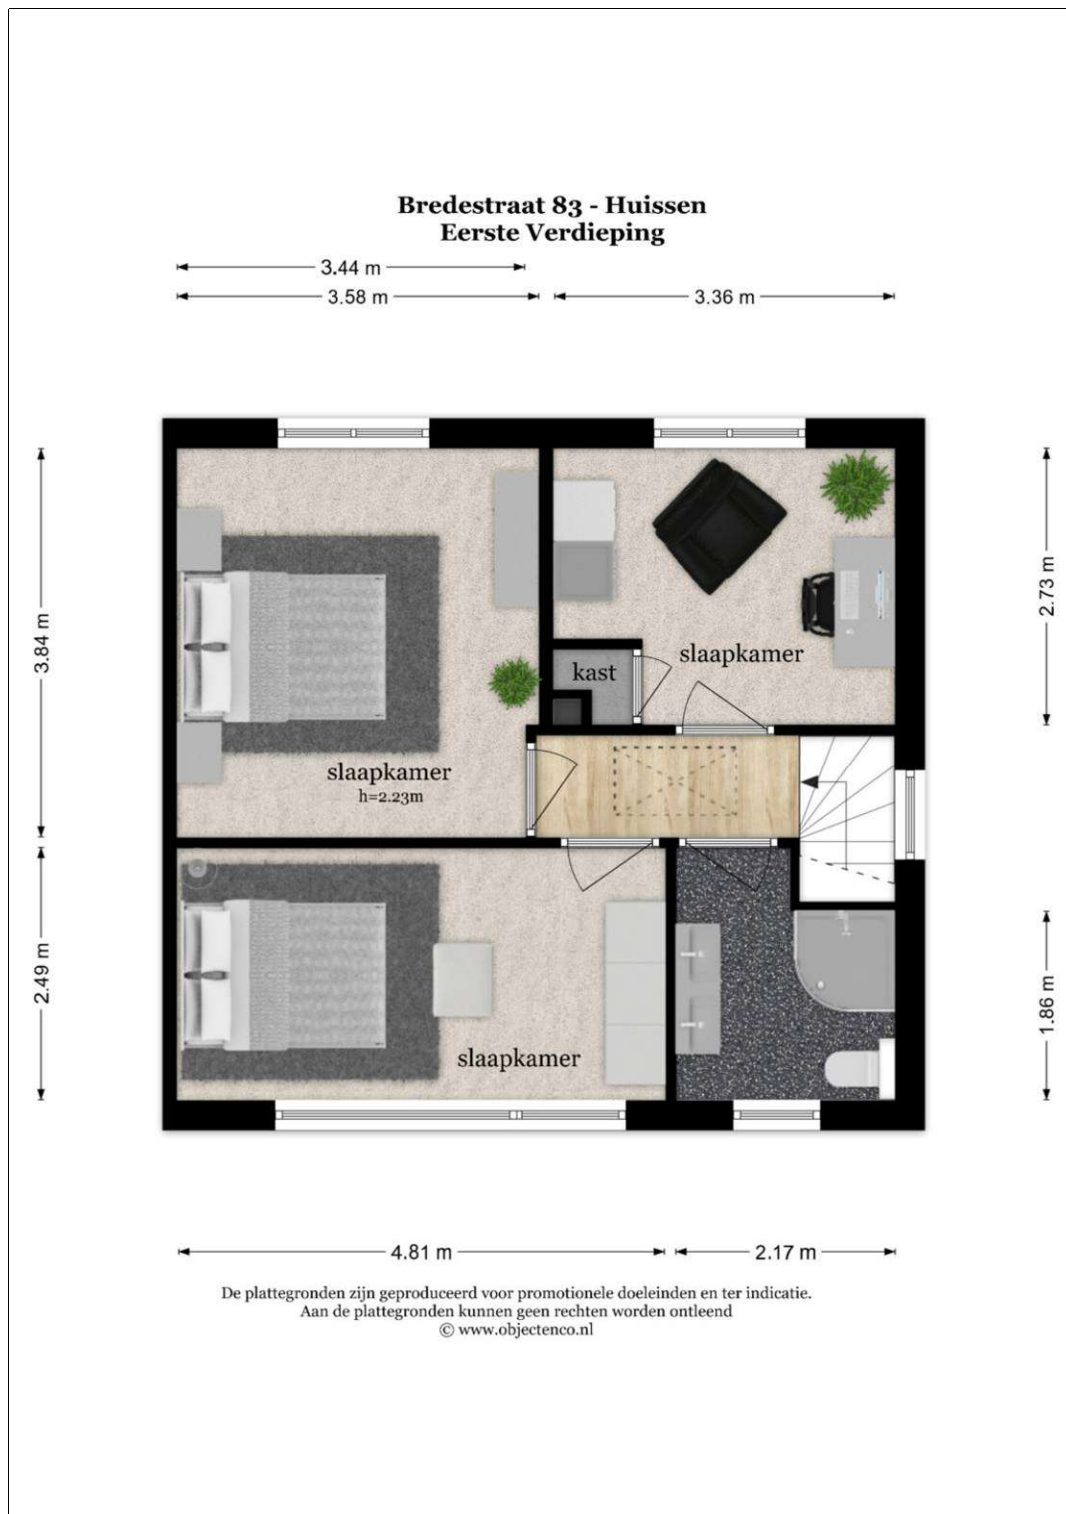 Bredestraat 83 - Huissen
Eerste Verdieping
3.44 m
3.58 m
3.36 m
3.84 m
2.73 m
slaapkamer
kast
slaapkamer
h=2.23m
2.49 m
1.86 m
slaapkamer
4.81 m
2.17 m
De plattegronden zijn geproduceerd voor promotionele doeleinden en ter indicatie.
Aan de plattegronden kunnen geen rechten worden ontleend
© www.objectenco.nl